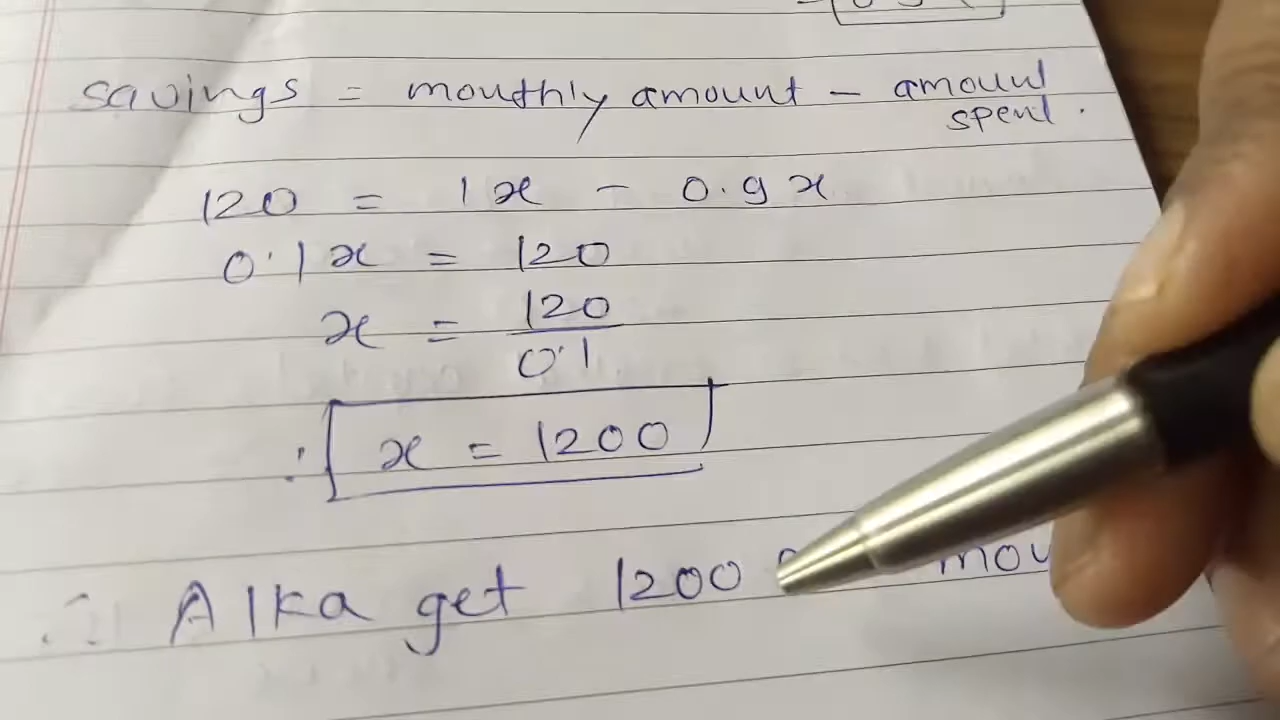 savings = monthly amount - amount
spent.
120 = 1x - 0.9x
0.1x = 120
x = 120
0.1
∴ x = 1200
∴ Alka get 1200